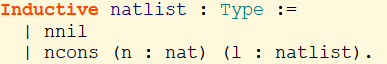 Inductive natlist : Type :=
| nnil
| ncons (n : nat) (l : natlist).